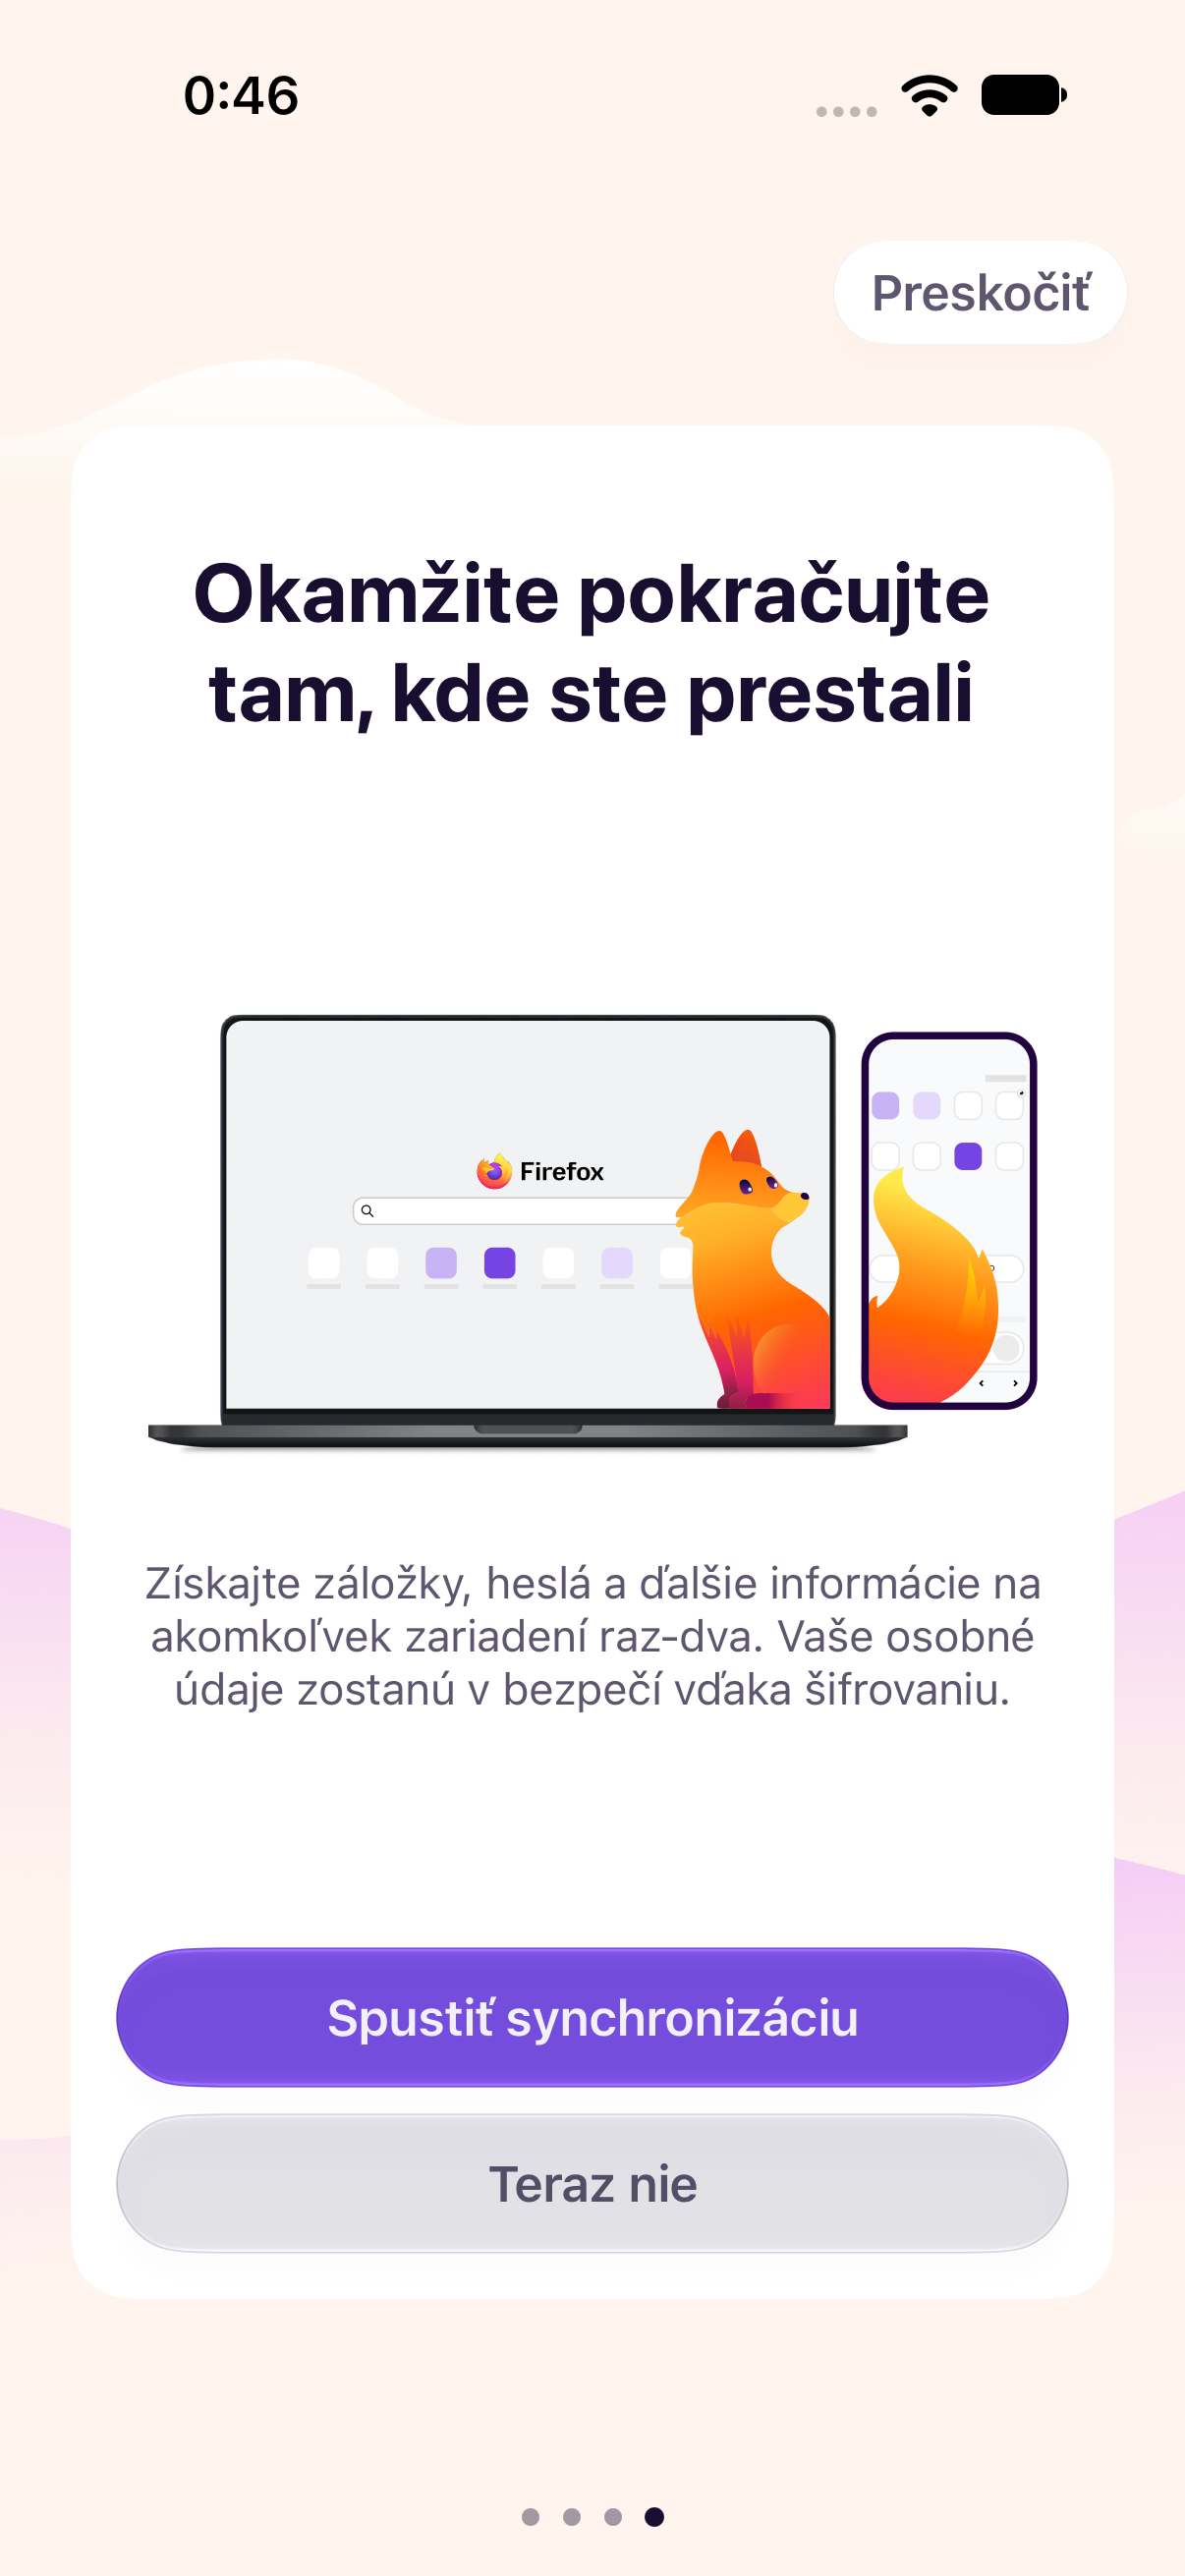 0:46
Preskočiť
Okamžite pokračujte
tam, kde ste prestali
Firefox
Získajte záložky, heslá a ďalšie informácie na
akomkoľvek zariadení raz-dva. Vaše osobné
údaje zostanú v bezpečí vďaka šifrovaniu.
Spustiť synchronizáciu
Teraz nie